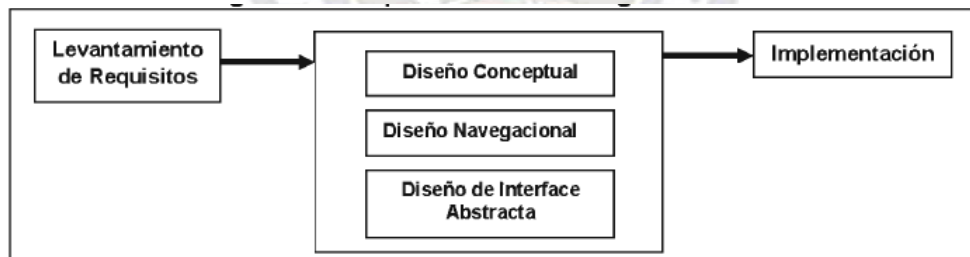 Levantamiento
de Requisitos
Diseño Conceptual
Diseño Navegacional
Diseño de Interface
Abstracta
Implementación